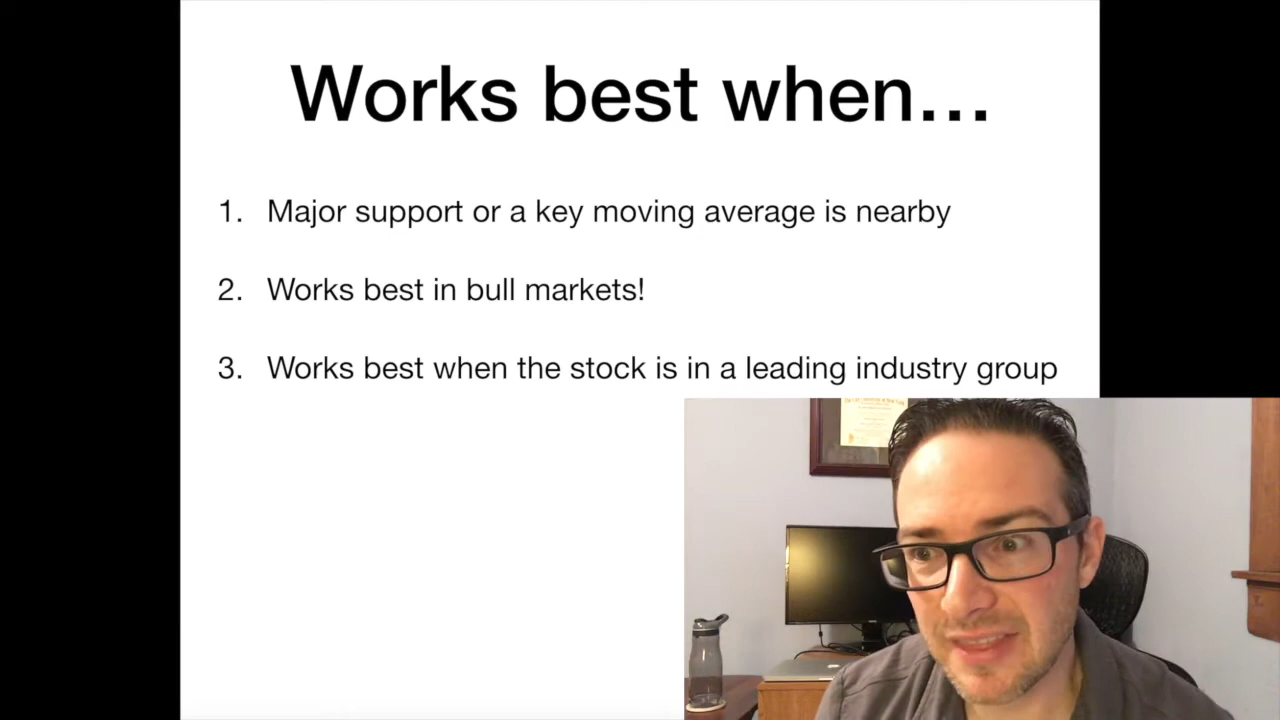 Works best when...
1. Major support or a key moving average is nearby
2. Works best in bull markets!
3. Works best when the stock is in a leading industry group